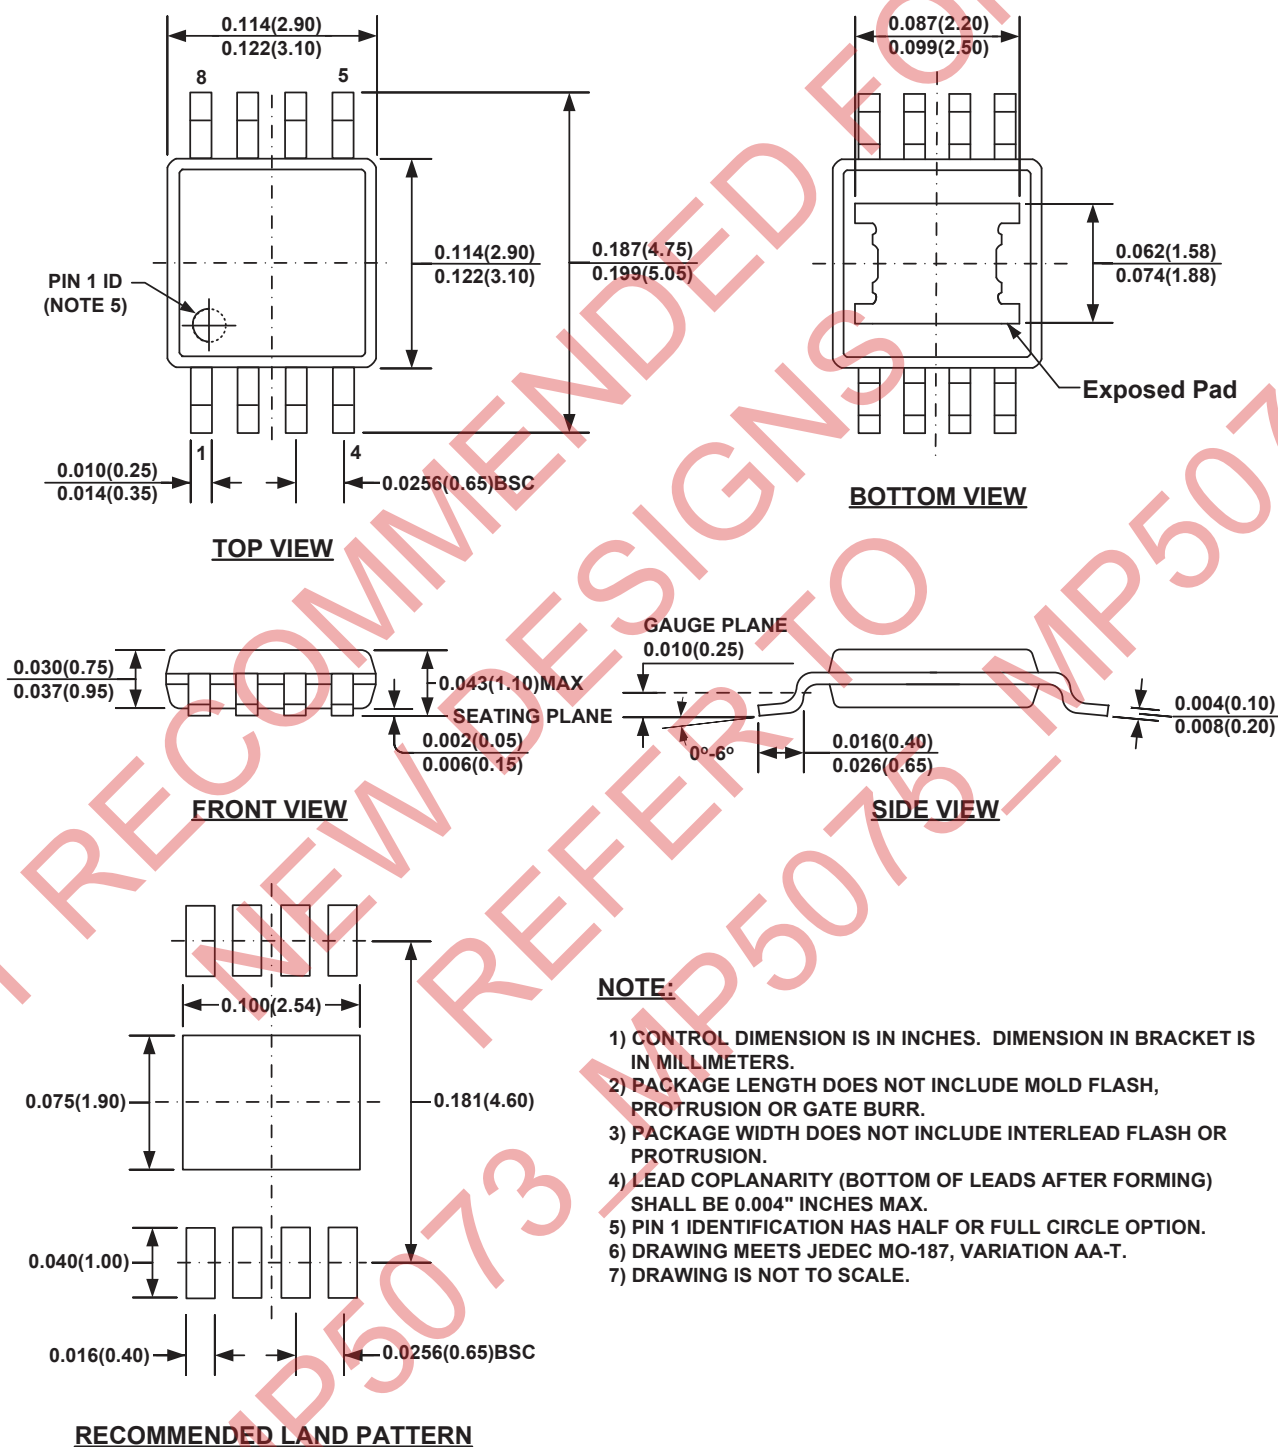 0.114(2.90)
0.122(3.10)
8
5
0.114(2.90)
0.122(3.10)
0.187(4.75)
0.199(5.05)
PIN 1 ID
(NOTE 5)
1
4
0.010(0.25)
0.014(0.35)
0.0256(0.65)BSC
TOP VIEW
0.087(2.20)
0.099(2.50)
0.062(1.58)
0.074(1.88)
Exposed Pad
BOTTOM VIEW
0.030(0.75)
0.037(0.95)
0.043(1.10)MAX
SEATING PLANE
0.002(0.05)
0.006(0.15)
FRONT VIEW
GAUGE PLANE
0.010(0.25)
0°-6°
0.016(0.40)
0.026(0.65)
0.004(0.10)
0.008(0.20)
SIDE VIEW
0.100(2.54)
0.075(1.90)
0.181(4.60)
0.040(1.00)
0.016(0.40)
0.0256(0.65)BSC
RECOMMENDED LAND PATTERN
NOTE:
1) CONTROL DIMENSION IS IN INCHES. DIMENSION IN BRACKET IS
IN MILLIMETERS.
2) PACKAGE LENGTH DOES NOT INCLUDE MOLD FLASH,
PROTRUSION OR GATE BURR.
3) PACKAGE WIDTH DOES NOT INCLUDE INTERLEAD FLASH OR
PROTRUSION.
4) LEAD COPLANARITY (BOTTOM OF LEADS AFTER FORMING)
SHALL BE 0.004" INCHES MAX.
5) PIN 1 IDENTIFICATION HAS HALF OR FULL CIRCLE OPTION.
6) DRAWING MEETS JEDEC MO-187, VARIATION AA-T.
7) DRAWING IS NOT TO SCALE.
RECOMMENDED FO
NEW DESIGNS
REFER TO
MP5073_MP5075_MP507